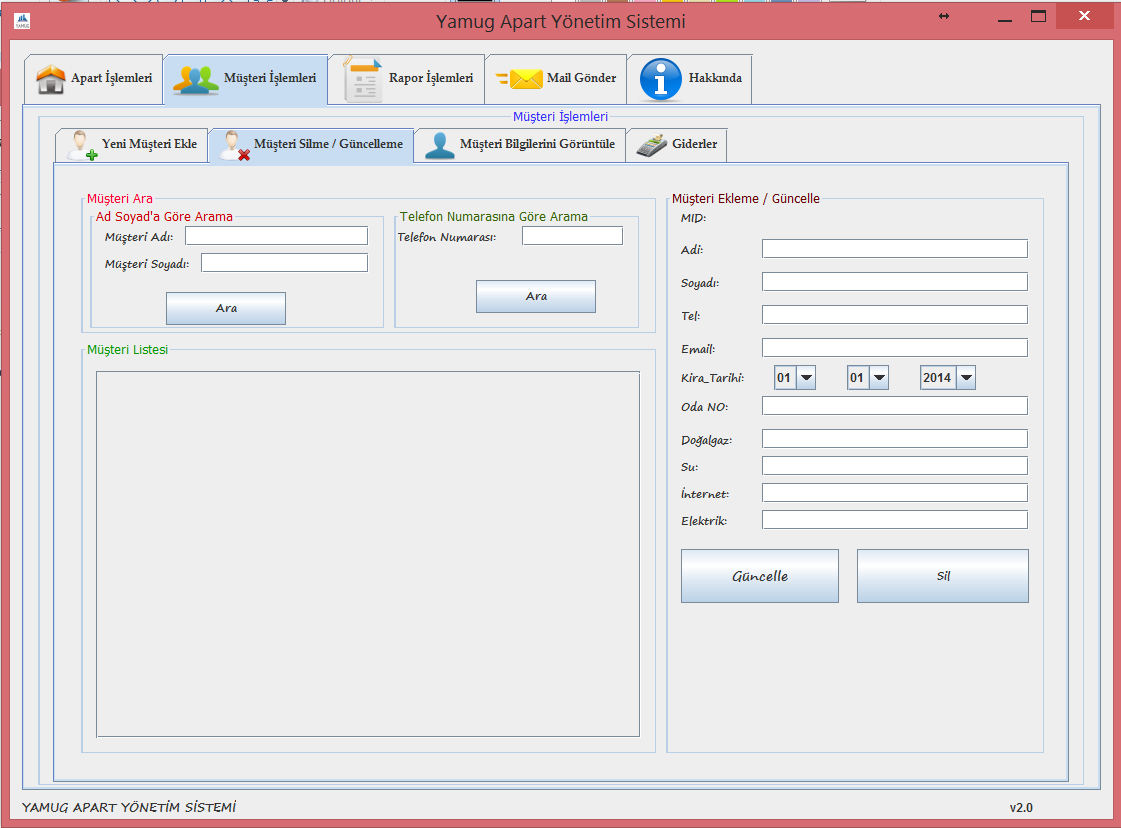 Yamug Apart Yönetim Sistemi
Apart İşlemleri
Müşteri İşlemleri
Rapor İşlemleri
Mail Gönder
Hakkında
Müşteri İşlemleri
Yeni Müşteri Ekle
Müşteri Silme / Güncelleme
Müşteri Bilgilerini Görüntüle
Giderler
Müşteri Ara
Ad Soyad'a Göre Arama
Müşteri Adı:
Müşteri Soyadı:
Ara
Telefon Numarasına Göre Arama
Telefon Numarası:
Ara
Müşteri Listesi
Müşteri Ekleme / Güncelle
MID:
Adi:
Soyadı:
Tel:
Email:
Kira_Tarihi: 01 01 2014
Oda NO:
Doğalgaz:
Su:
İnternet:
Elektrik:
Güncelle
Sil
YAMUG APART YÖNETİM SİSTEMİ
v2.0